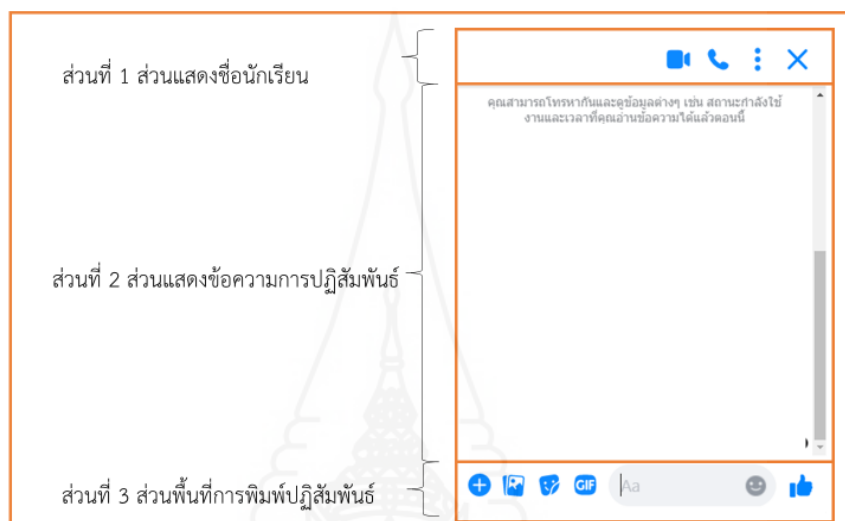 ส่วนที่ 1 ส่วนแสดงชื่อนักเรียน
คุณสามารถโทรหากันและดูข้อมูลต่างๆ เช่น สถานะกำลังใช้
งานและเวลาที่คุณอ่านข้อความได้แล้วตอนนี้
ส่วนที่ 2 ส่วนแสดงข้อความการปฏิสัมพันธ์
ส่วนที่ 3 ส่วนพื้นที่การพิมพ์ปฏิสัมพันธ์
GIF
Aa